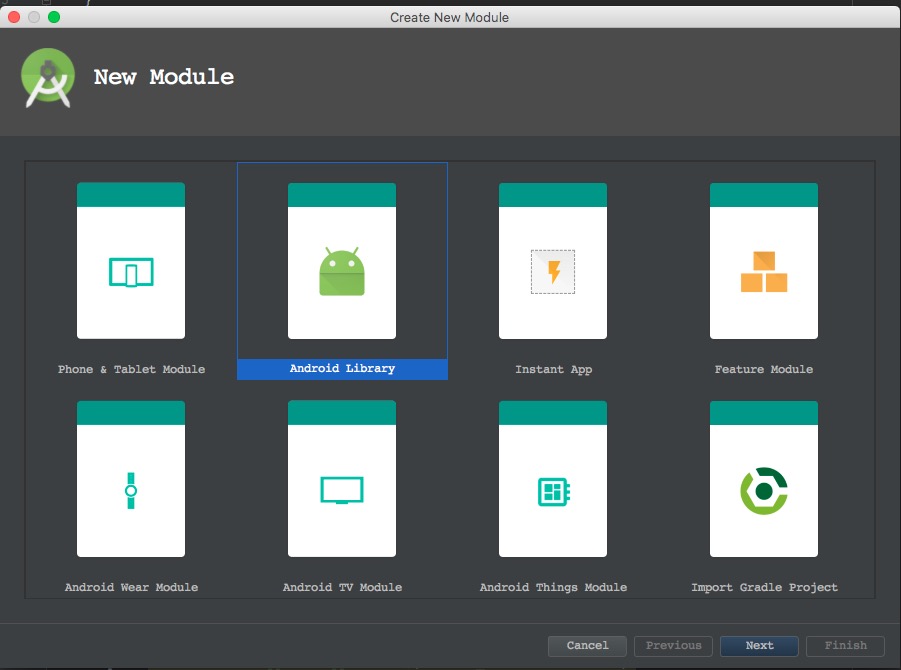 Create New Module
New Module
Phone & Tablet Module
Android Library
Instant App
Feature Module
Android Wear Module
Android TV Module
Android Things Module
Import Gradle Project
Cancel
Previous
Next
Finish